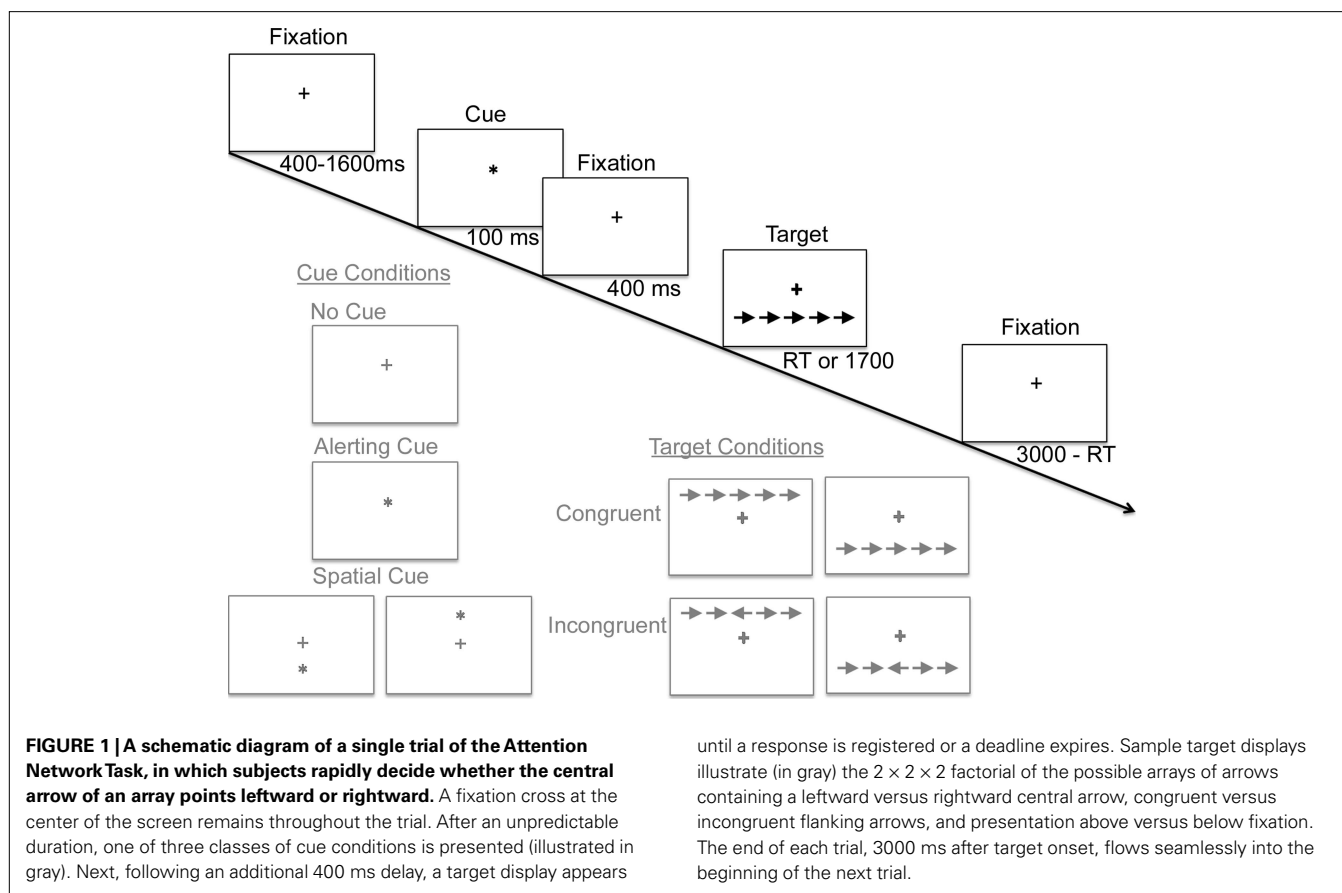 Fixation
+
400-1600ms
Cue
*
100 ms
Fixation
+
400 ms
Target
+
RT or 1700
Fixation
+
3000 - RT
Cue Conditions
No Cue
+
Alerting Cue
*
Spatial Cue
+
*
*
+
Target Conditions
Congruent
+
+
Incongruent
+
+
FIGURE 1 | A schematic diagram of a single trial of the Attention
Network Task, in which subjects rapidly decide whether the central
arrow of an array points leftward or rightward. A fixation cross at the
center of the screen remains throughout the trial. After an unpredictable
duration, one of three classes of cue conditions is presented (illustrated in
gray). Next, following an additional 400 ms delay, a target display appears
until a response is registered or a deadline expires. Sample target displays
illustrate (in gray) the 2 × 2 × 2 factorial of the possible arrays of arrows
containing a leftward versus rightward central arrow, congruent versus
incongruent flanking arrows, and presentation above versus below fixation.
The end of each trial, 3000 ms after target onset, flows seamlessly into the
beginning of the next trial.